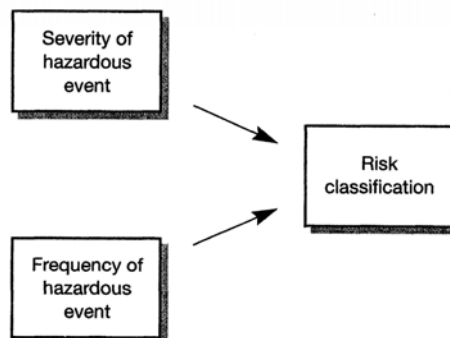 Severity of
hazardous
event
Risk
classification
Frequency of
hazardous
event